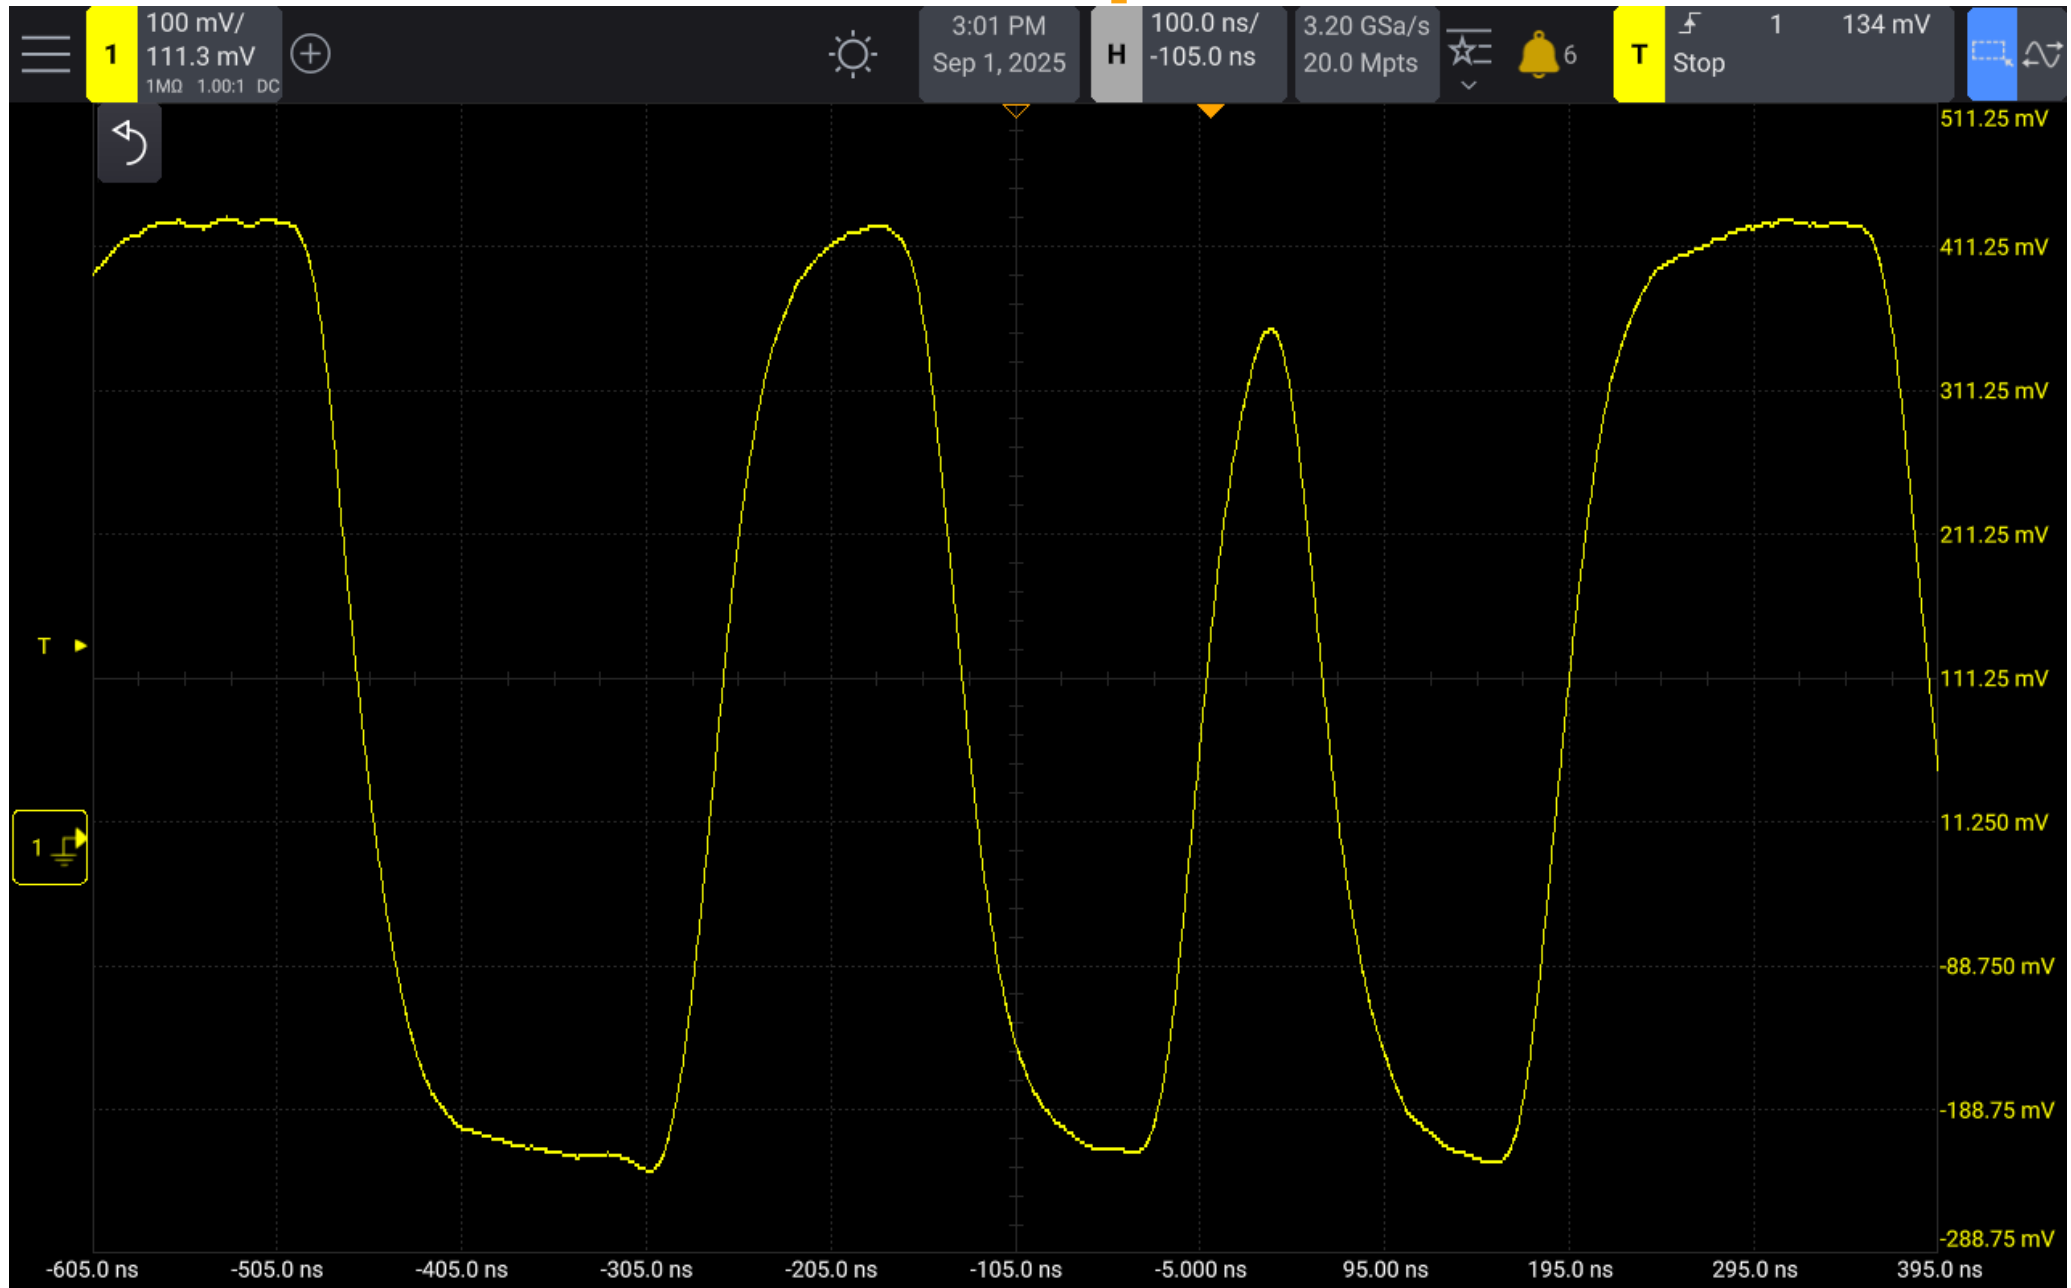 1
100 mV/
111.3 mV
1MΩ 1.00:1 DC
3:01 PM
Sep 1, 2025
H
100.0 ns/
-105.0 ns
3.20 GSa/s
20.0 Mpts
6
T
1 134 mV
Stop
511.25 mV
411.25 mV
311.25 mV
211.25 mV
T
111.25 mV
11.250 mV
1
-88.750 mV
-188.75 mV
-288.75 mV
-605.0 ns
-505.0 ns
-405.0 ns
-305.0 ns
-205.0 ns
-105.0 ns
-5.000 ns
95.00 ns
195.0 ns
295.0 ns
395.0 ns